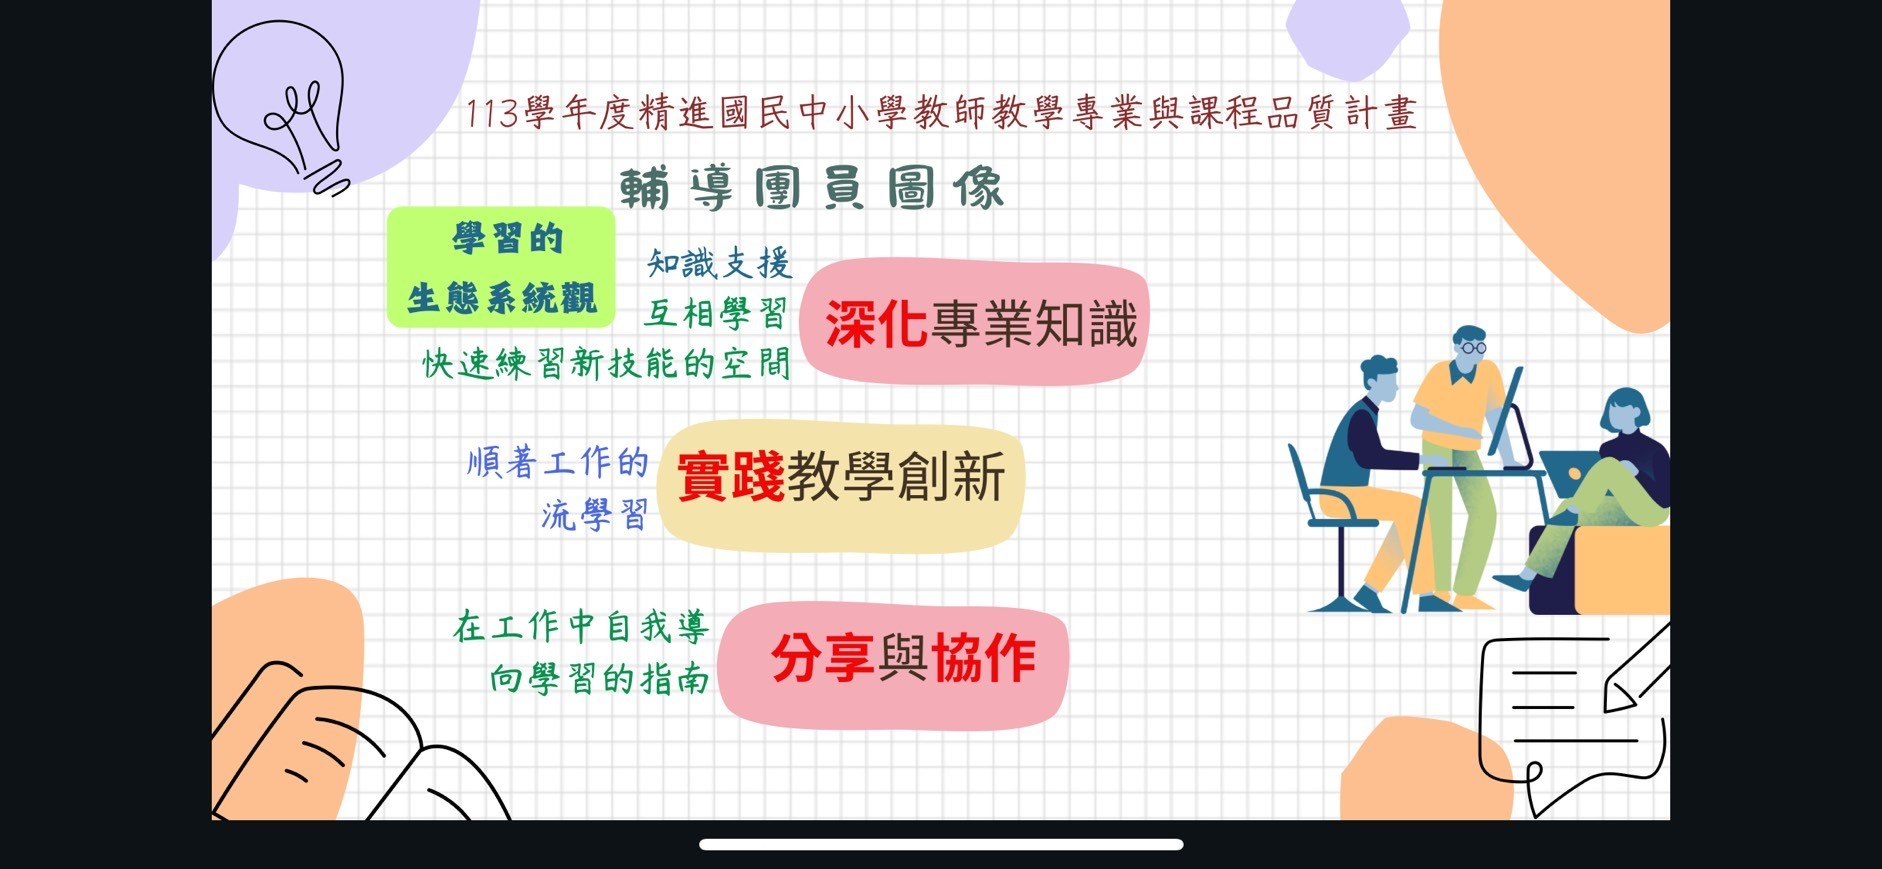 113學年度精進國民中小學教師教學專業與課程品質計畫
輔導團員圖像
學習的
生態系統觀
知識支援
互相學習
快速練習新技能的空間
深化專業知識
順著工作的
流學習
實踐教學創新
在工作中自我導
向學習的指南
分享與協作